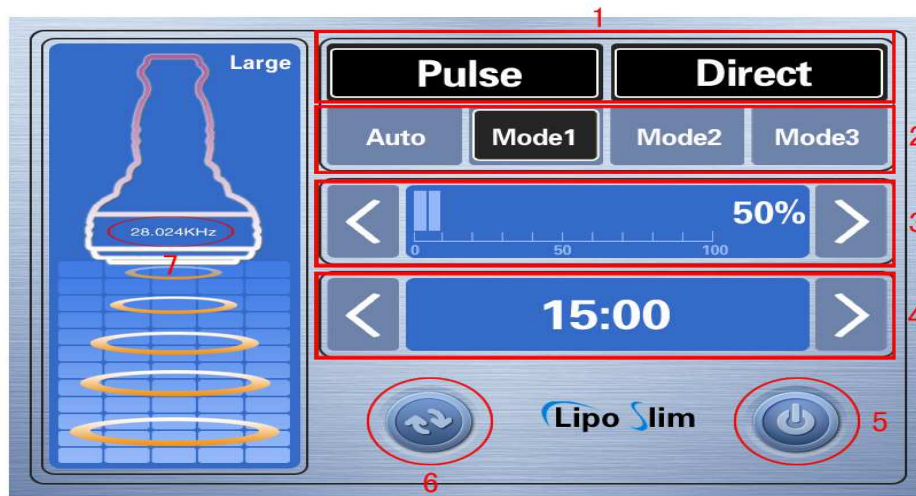 1
Large
Pulse Direct
Auto Mode1 Mode2 Mode3
2
50%
0 50 100
3
28.024KHz
7
15:00
4
Lipo Slim
5
6